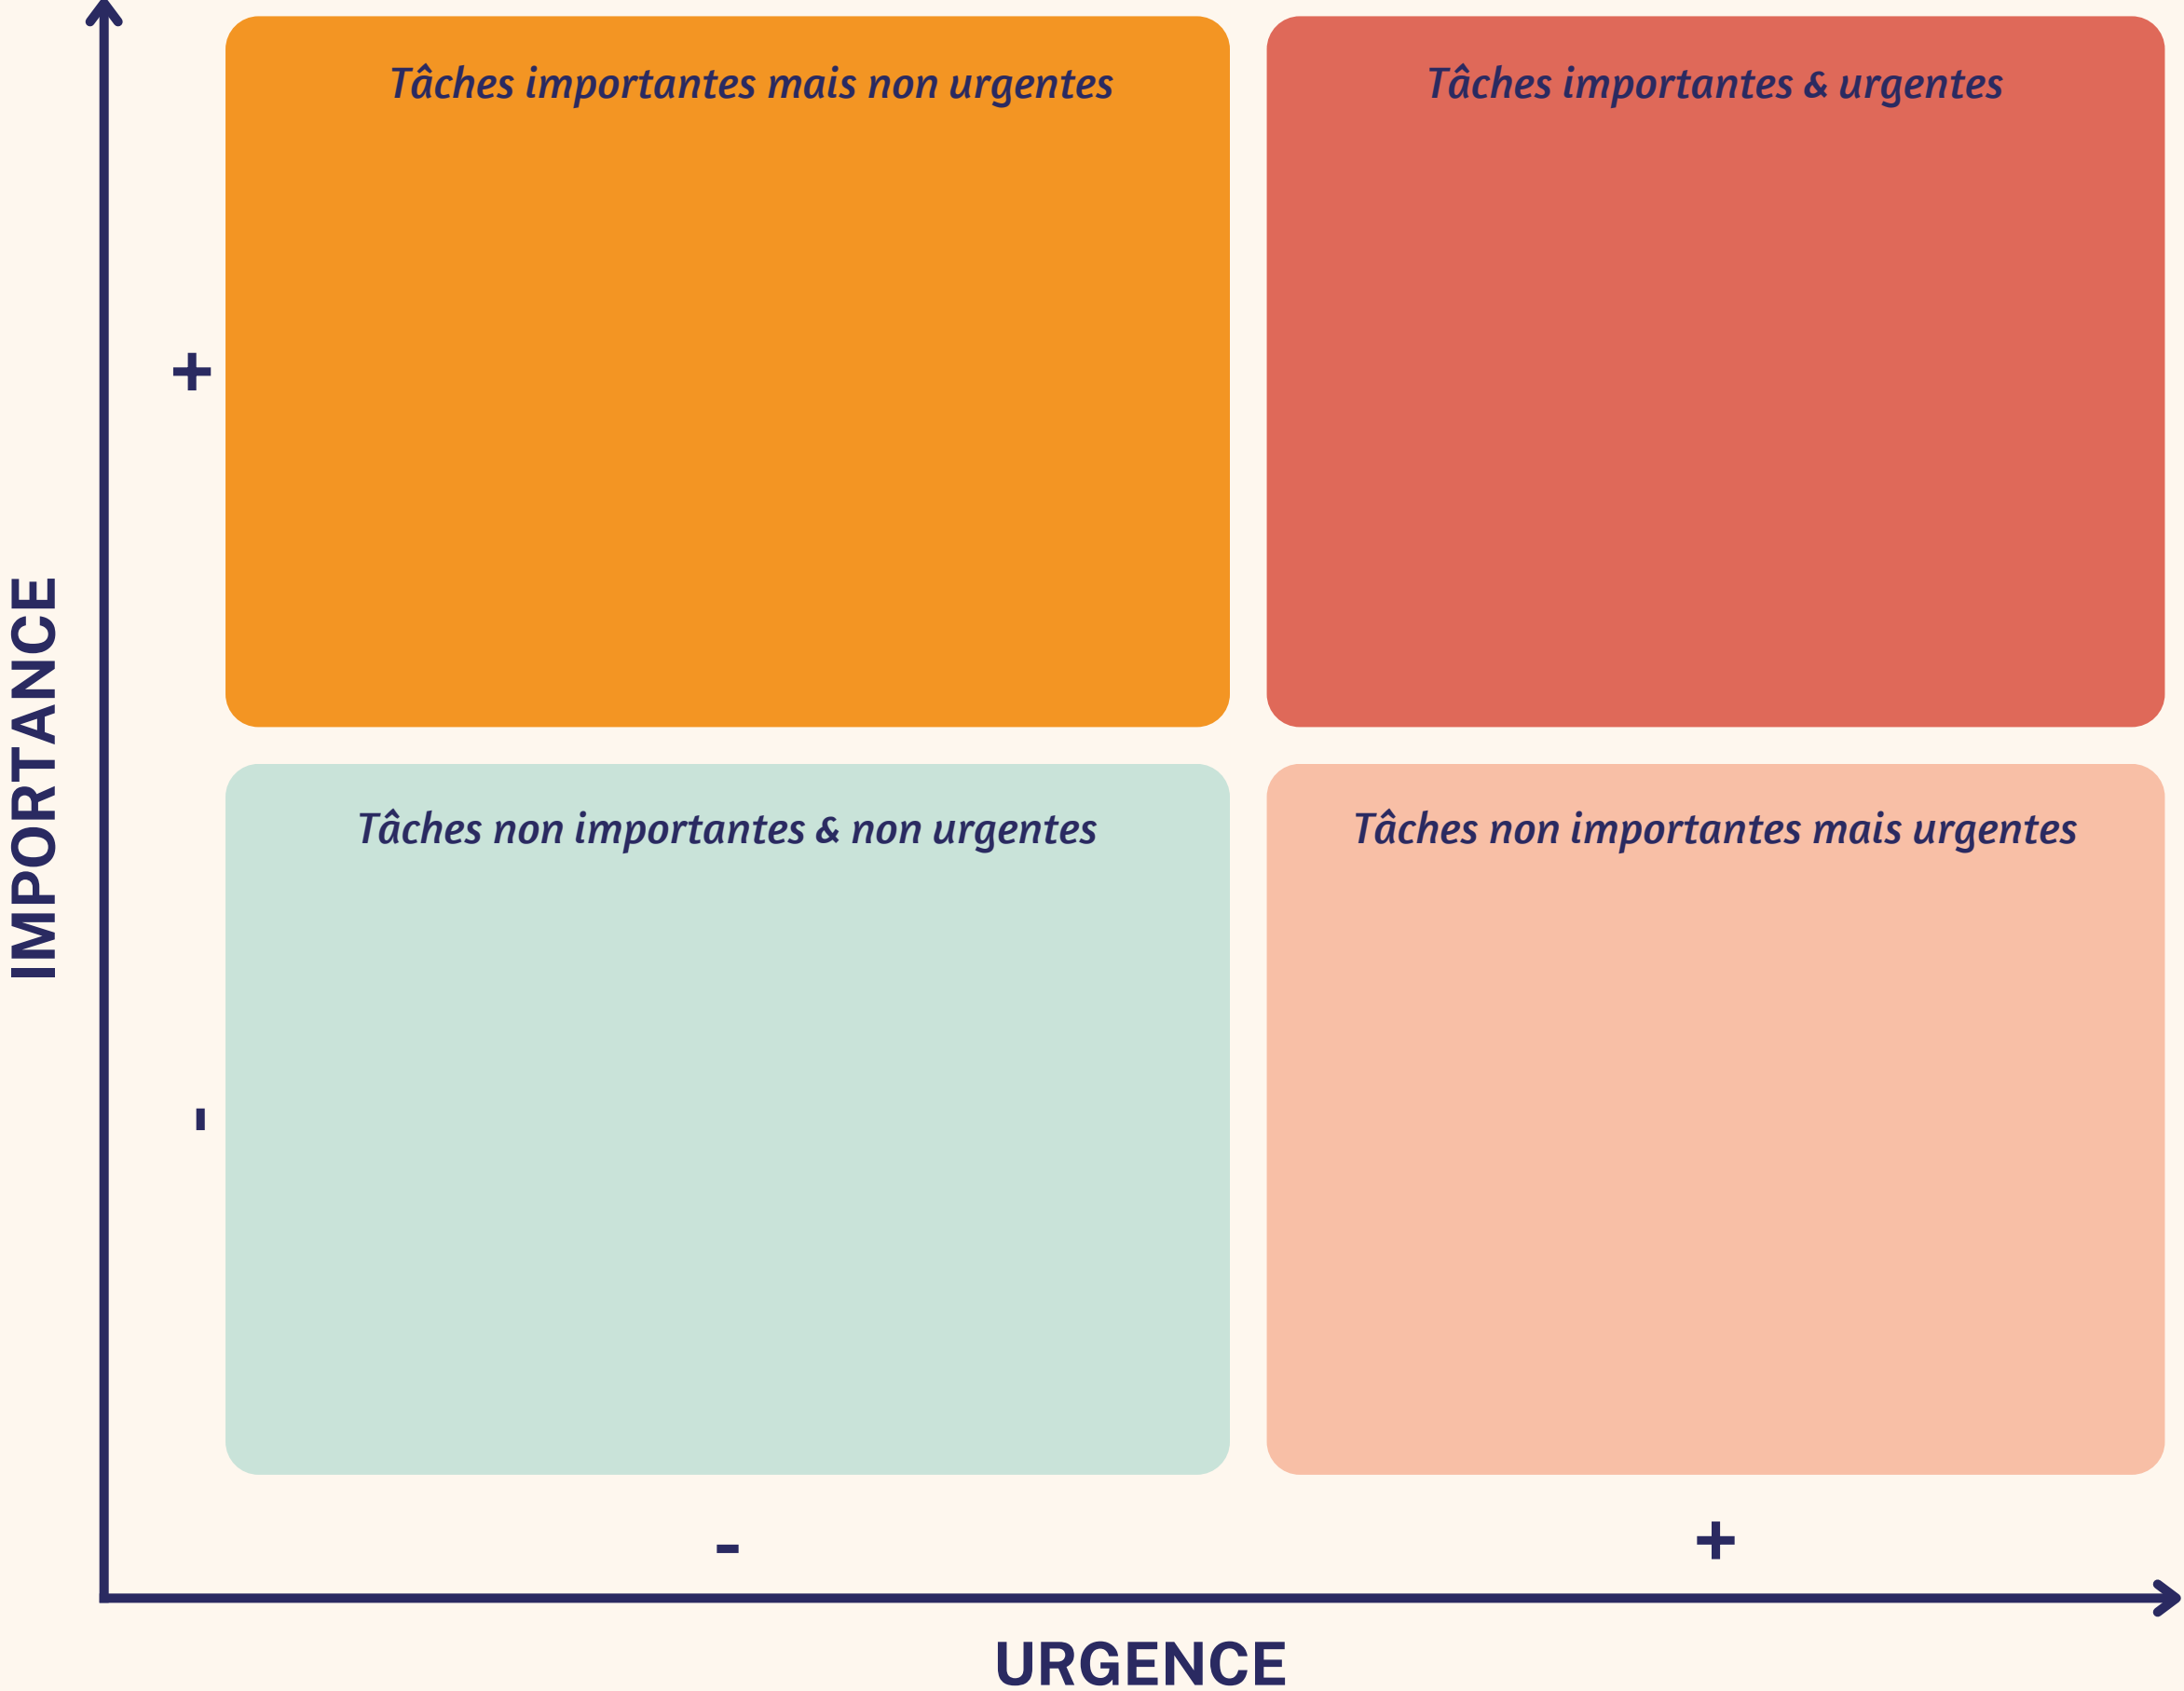 Tâches importantes mais non urgentes
Tâches importantes & urgentes
+
IMPORTANCE
Tâches non importantes & non urgentes
Tâches non importantes mais urgentes
-
-
+
URGENCE